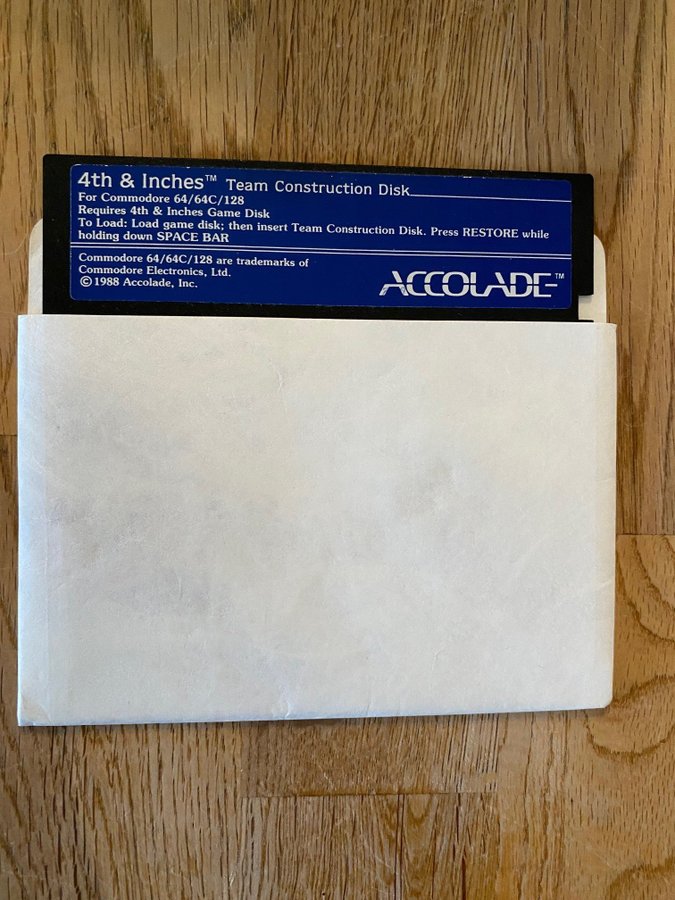 4th & Inches™ Team Construction Disk
For Commodore 64/64C/128
Requires 4th & Inches Game Disk
To Load: Load game disk; then insert Team Construction Disk. Press RESTORE while
holding down SPACE BAR
Commodore 64/64C/128 are trademarks of
Commodore Electronics, Ltd.
©1988 Accolade, Inc.
ACCOLADE™